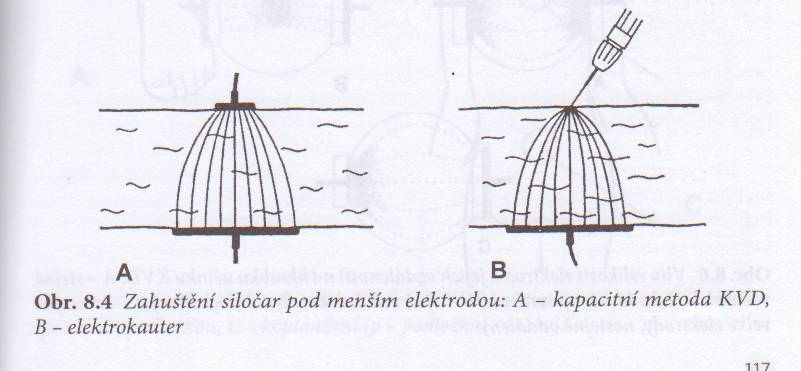 A
B
Obr. 8.4 Zahuštění siločar pod menším elektrodou: A – kapacitní metoda KVD,
B – elektrokauter
117